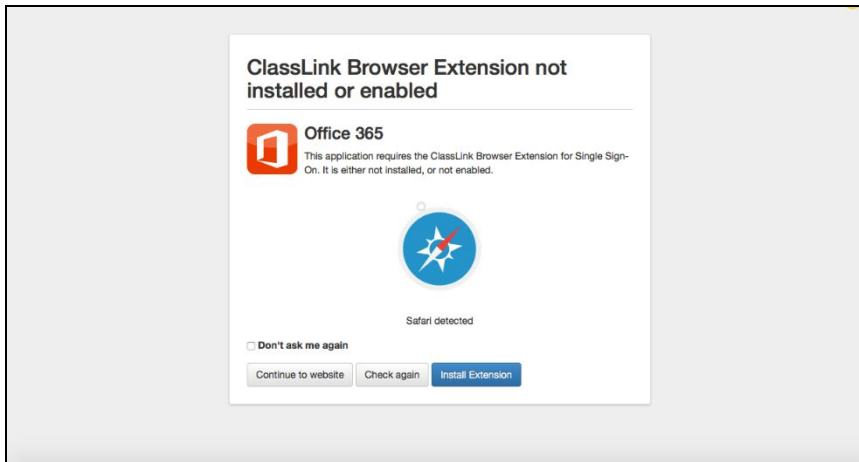 ClassLink Browser Extension not
installed or enabled
Office 365
This application requires the ClassLink Browser Extension for Single Sign-
On. It is either not installed, or not enabled.
Safari detected
Don't ask me again
Continue to website Check again Install Extension